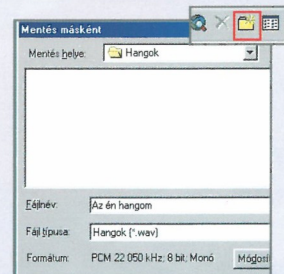 Mentés másként
Mentés helye: Hangok
Fájlnév: Az én hangom
Fájl típusa: Hangok (*.wav)
Formátum: PCM 22 050 kHz; 8 bit; Monó